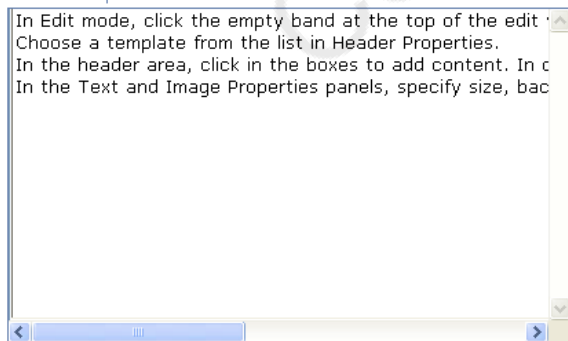 In Edit mode, click the empty band at the top of the edit
Choose a template from the list in Header Properties.
In the header area, click in the boxes to add content. In
In the Text and Image Properties panels, specify size,